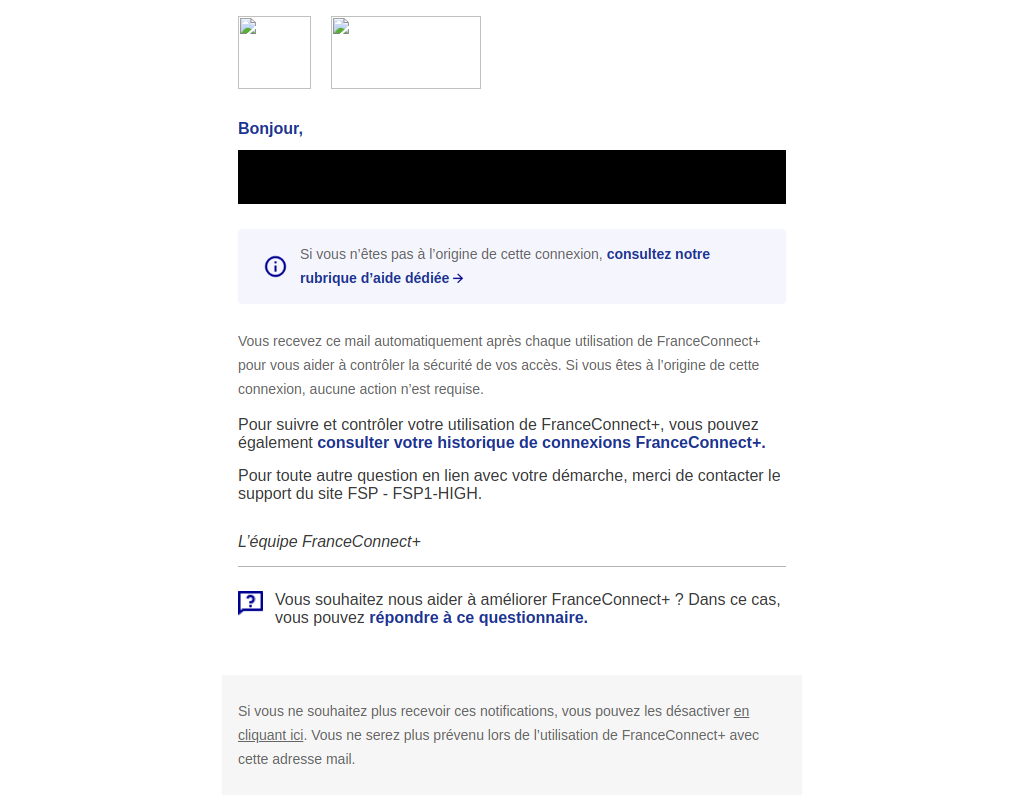 Bonjour,
Si vous n’êtes pas à l’origine de cette connexion, consultez notre
rubrique d’aide dédiée →
Vous recevez ce mail automatiquement après chaque utilisation de FranceConnect+
pour vous aider à contrôler la sécurité de vos accès. Si vous êtes à l’origine de cette
connexion, aucune action n’est requise.
Pour suivre et contrôler votre utilisation de FranceConnect+, vous pouvez
également consulter votre historique de connexions FranceConnect+.
Pour toute autre question en lien avec votre démarche, merci de contacter le
support du site FSP - FSP1-HIGH.
L’équipe FranceConnect+
Vous souhaitez nous aider à améliorer FranceConnect+ ? Dans ce cas,
vous pouvez répondre à ce questionnaire.
Si vous ne souhaitez plus recevoir ces notifications, vous pouvez les désactiver en
cliquant ici. Vous ne serez plus prévenu lors de l’utilisation de FranceConnect+ avec
cette adresse mail.